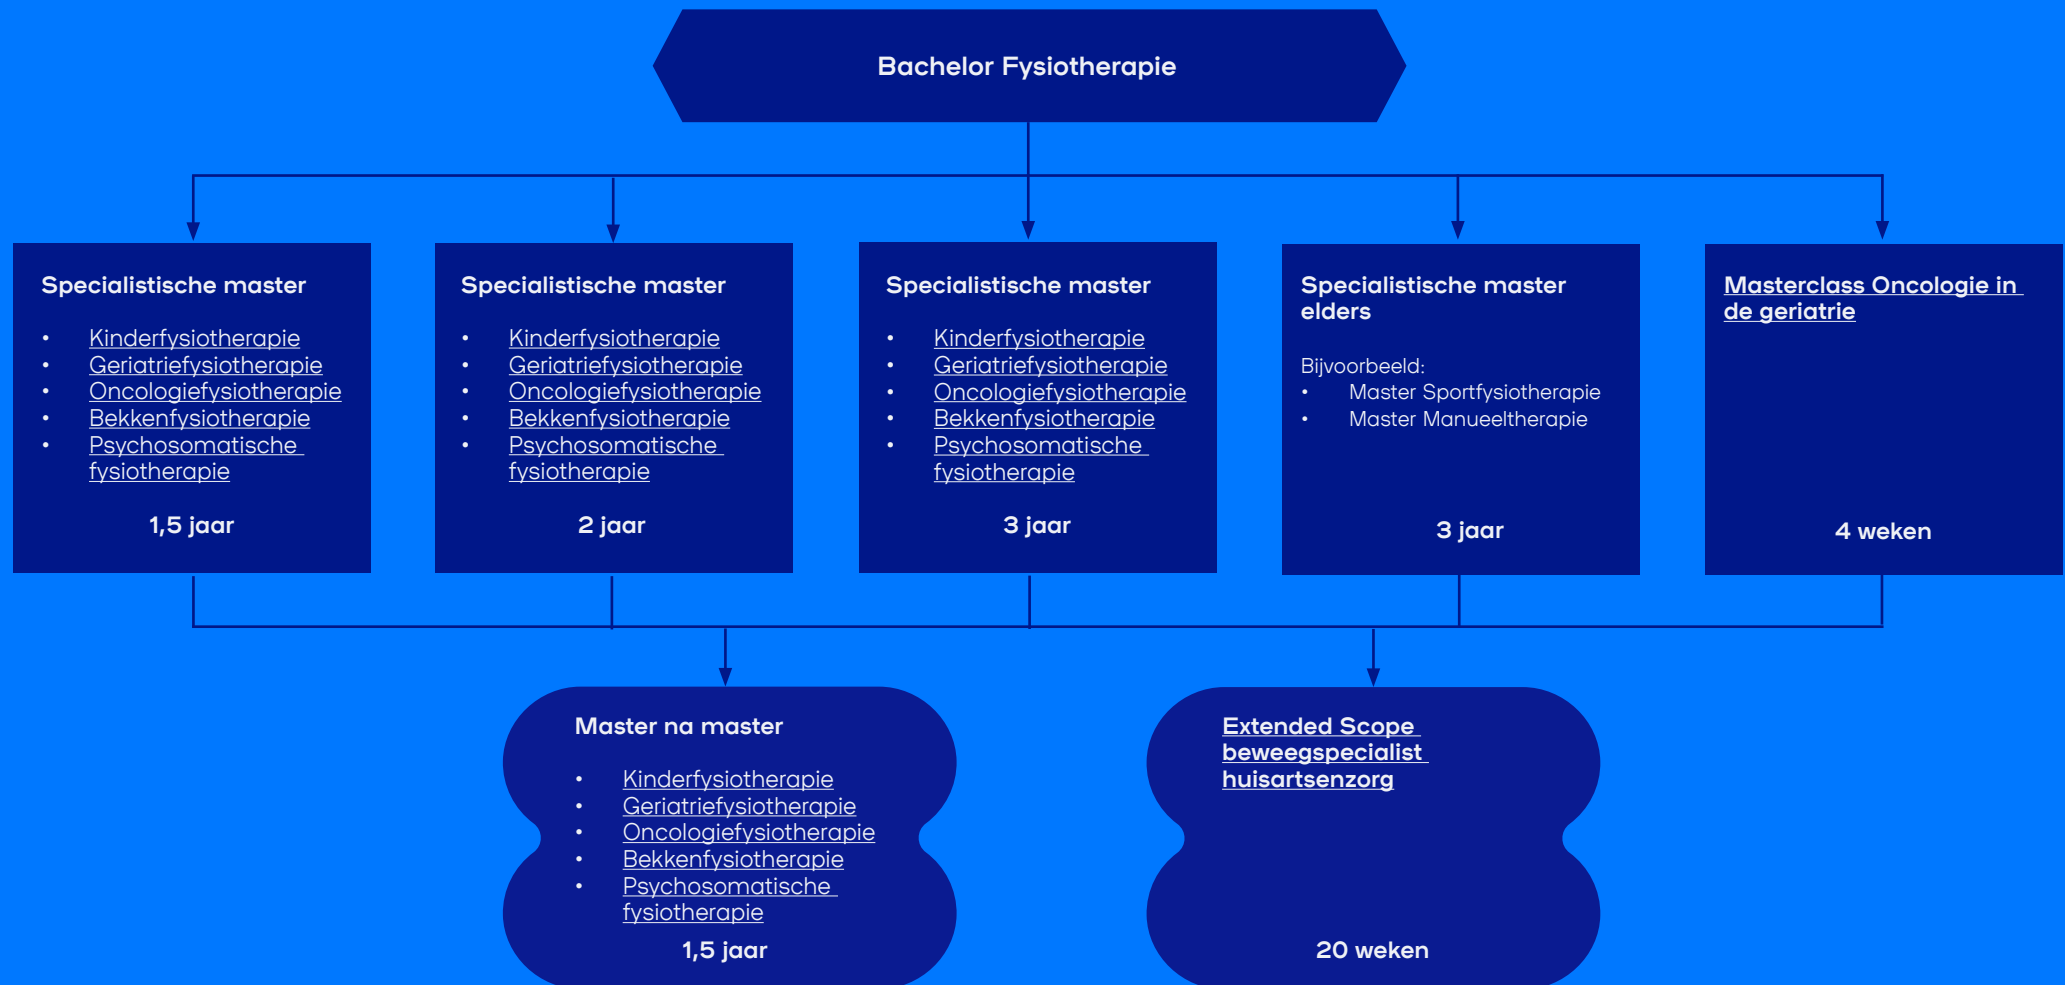 Bachelor Fysiotherapie
Specialistische master
• Kinderfysiotherapie
• Geriatriefysiotherapie
• Oncologiefysiotherapie
• Bekkenfysiotherapie
• Psychosomatische
fysiotherapie
1,5 jaar
Specialistische master
• Kinderfysiotherapie
• Geriatriefysiotherapie
• Oncologiefysiotherapie
• Bekkenfysiotherapie
• Psychosomatische
fysiotherapie
2 jaar
Specialistische master
• Kinderfysiotherapie
• Geriatriefysiotherapie
• Oncologiefysiotherapie
• Bekkenfysiotherapie
• Psychosomatische
fysiotherapie
3 jaar
Specialistische master
elders
Bijvoorbeeld:
• Master Sportfysiotherapie
• Master Manueeltherapie
3 jaar
Masterclass Oncologie in
de geriatrie
4 weken
Master na master
• Kinderfysiotherapie
• Geriatriefysiotherapie
• Oncologiefysiotherapie
• Bekkenfysiotherapie
• Psychosomatische
fysiotherapie
1,5 jaar
Extended Scope
beweegspecialist
huisartsenzorg
20 weken